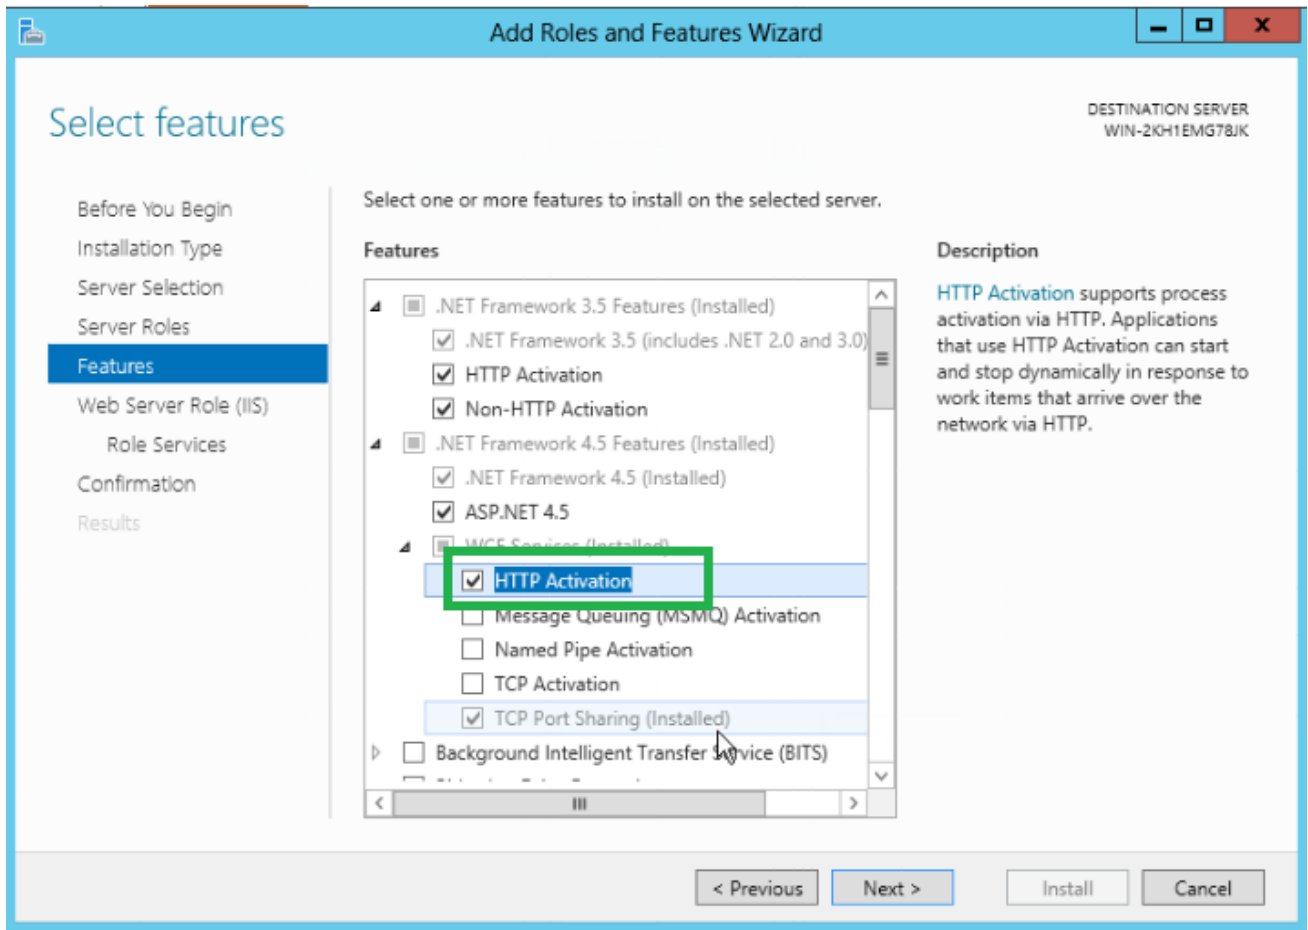 Add Roles and Features Wizard
Select features
DESTINATION SERVER
WIN-2KH1EMG78JK
Before You Begin
Installation Type
Server Selection
Server Roles
Features
Web Server Role (IIS)
Role Services
Confirmation
Results
Select one or more features to install on the selected server.
Features
.NET Framework 3.5 Features (Installed)
.NET Framework 3.5 (includes .NET 2.0 and 3.0)
HTTP Activation
Non-HTTP Activation
.NET Framework 4.5 Features (Installed)
.NET Framework 4.5 (Installed)
ASP.NET 4.5
WCF Services (Installed)
HTTP Activation
Message Queuing (MSMQ) Activation
Named Pipe Activation
TCP Activation
TCP Port Sharing (Installed)
Background Intelligent Transfer Service (BITS)
Description
HTTP Activation supports process
activation via HTTP. Applications
that use HTTP Activation can start
and stop dynamically in response to
work items that arrive over the
network via HTTP.
< Previous
Next >
Install
Cancel